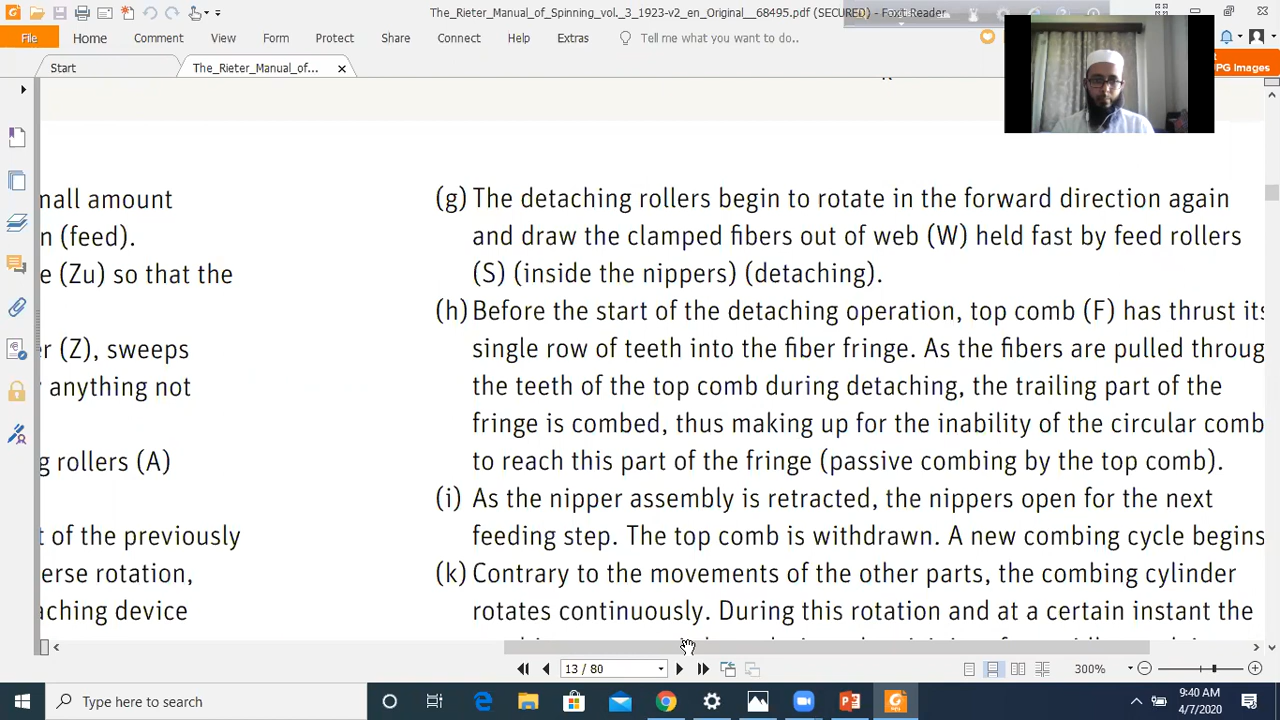 The_Rieter_Manual_of_Spinning_vol._3_1923-v2_en_Original__68495.pdf (SECURED) - Foxit Reader
File Home Comment View Form Protect Share Connect Help Extras Tell me what you want to do..
JPG Images
Start The_Rieter_Manual_of...
mall amount
n (feed).
e (Zu) so that the
r (Z), sweeps
anything not
g rollers (A)
t of the previously
erse rotation,
aching device
(g) The detaching rollers begin to rotate in the forward direction again
and draw the clamped fibers out of web (W) held fast by feed rollers
(S) (inside the nippers) (detaching).
(h) Before the start of the detaching operation, top comb (F) has thrust its
single row of teeth into the fiber fringe. As the fibers are pulled throug
the teeth of the top comb during detaching, the trailing part of the
fringe is combed, thus making up for the inability of the circular comb
to reach this part of the fringe (passive combing by the top comb).
(i) As the nipper assembly is retracted, the nippers open for the next
feeding step. The top comb is withdrawn. A new combing cycle begins
(k) Contrary to the movements of the other parts, the combing cylinder
rotates continuously. During this rotation and at a certain instant the
13 / 80
300%
Type here to search
9:40 AM
4/7/2020